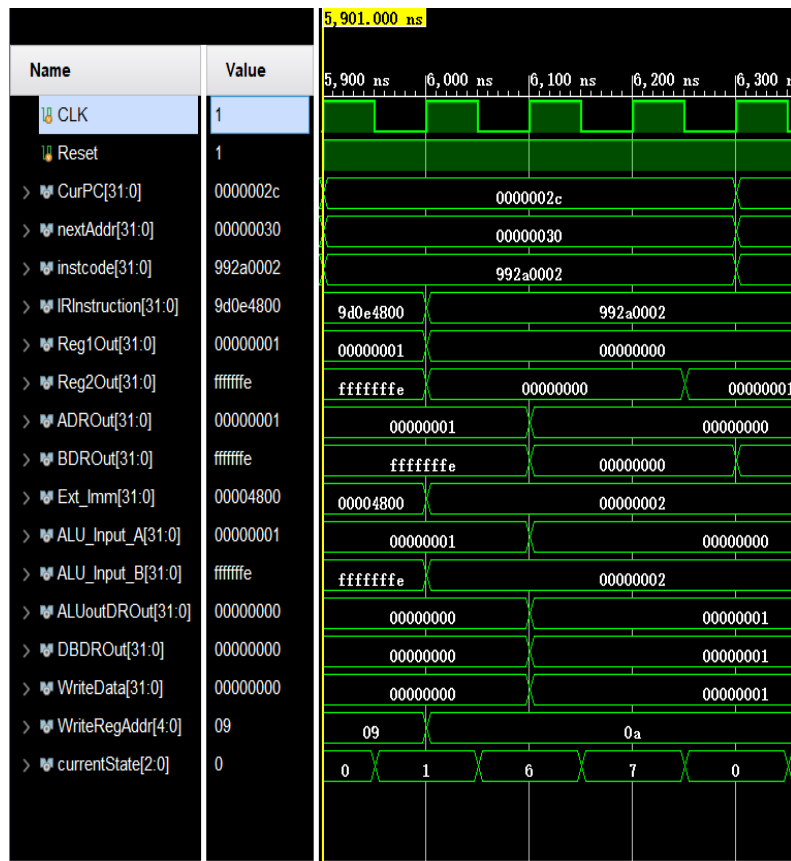 5,901.000 ns
Name Value 5,900 ns 6,000 ns 6,100 ns 6,200 ns 6,300 n
CLK 1
Reset 1
CurPC[31:0] 0000002c 0000002c
nextAddr[31:0] 00000030 00000030
instcode[31:0] 992a0002 992a0002
IRInstruction[31:0] 9d0e4800 9d0e4800 992a0002
Reg1Out[31:0] 00000001 00000001 00000000
Reg2Out[31:0] fffffffe fffffffe 00000000 00000001
ADROut[31:0] 00000001 00000001 00000000
BDROut[31:0] fffffffe fffffffe 00000000
Ext_Imm[31:0] 00004800 00004800 00000002
ALU_Input_A[31:0] 00000001 00000001 00000000
ALU_Input_B[31:0] fffffffe fffffffe 00000002
ALUoutDROut[31:0] 00000000 00000000 00000001
DBDROut[31:0] 00000000 00000000 00000001
WriteData[31:0] 00000000 00000000 00000001
WriteRegAddr[4:0] 09 09 0a
currentState[2:0] 0 0 1 6 7 0